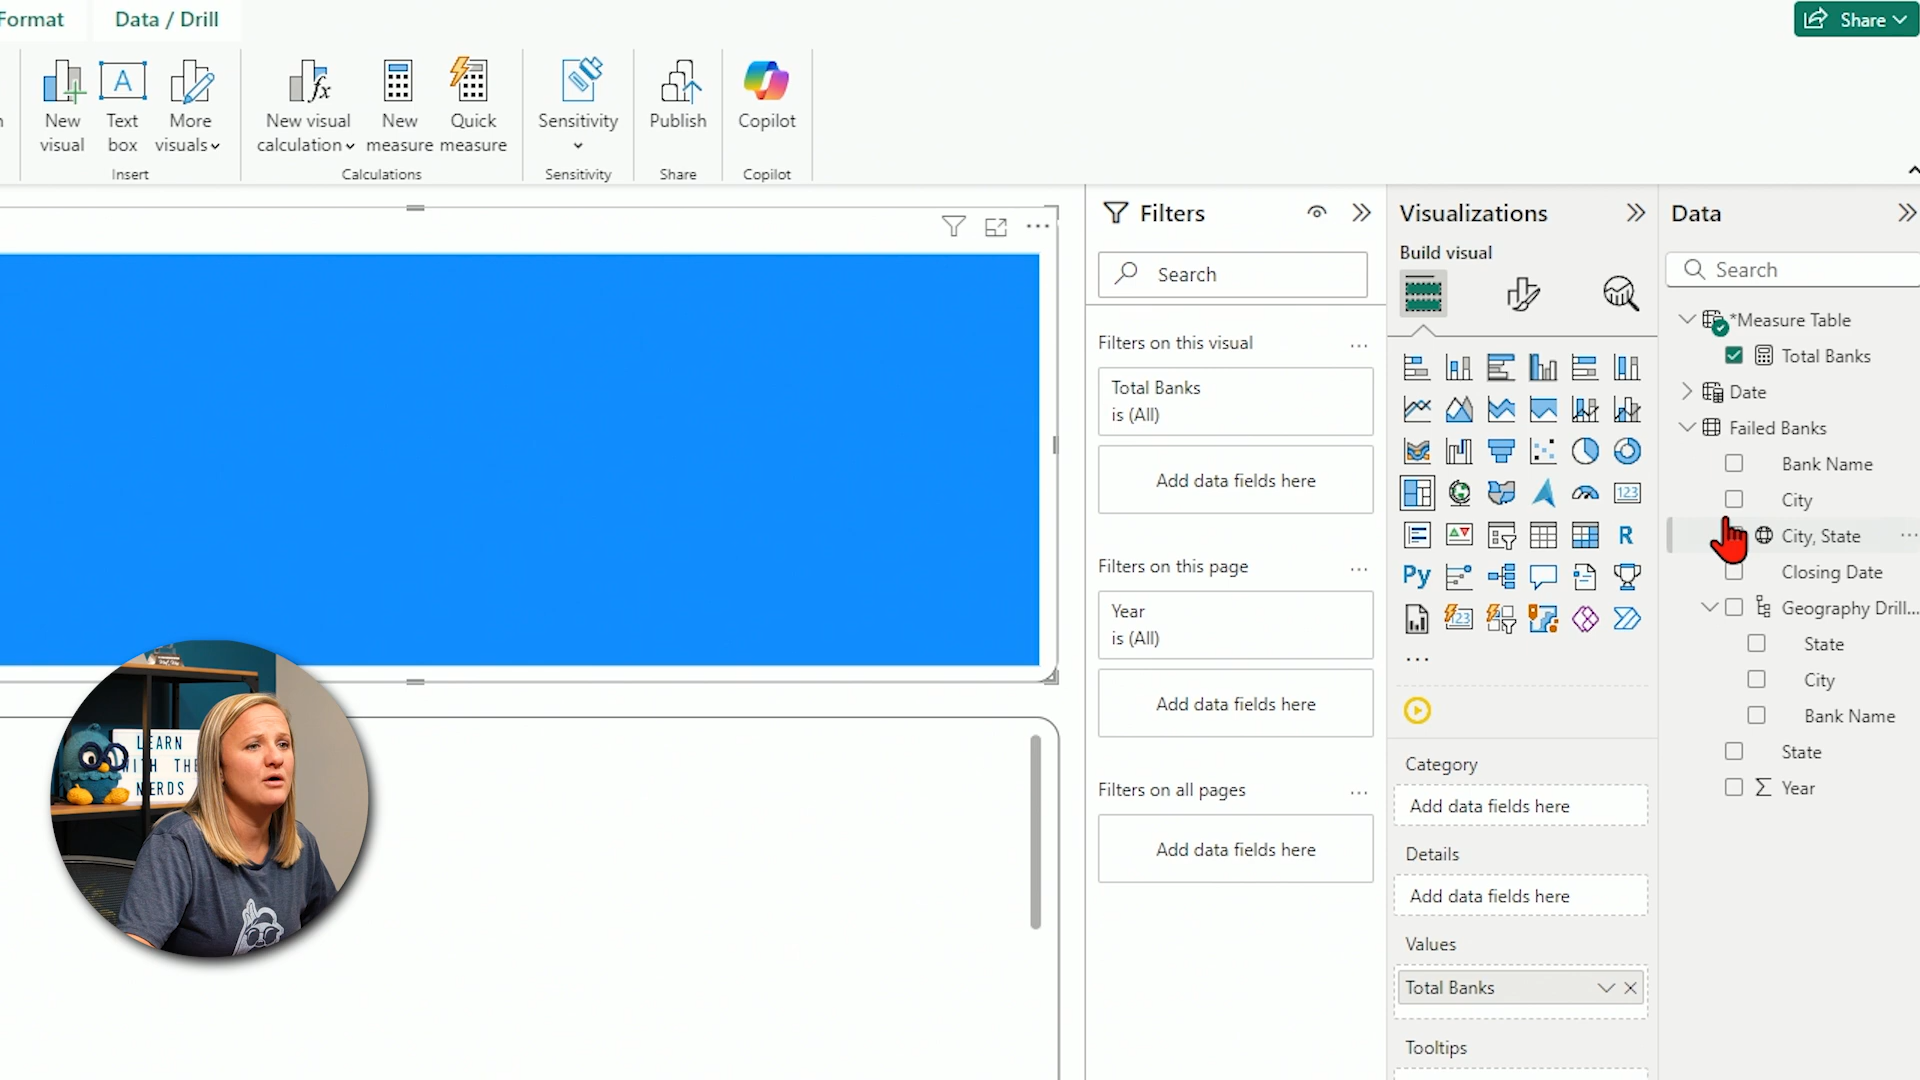 Format
Data / Drill
Share
New visual
Text box
More visuals
New visual calculation
New measure
Quick measure
Sensitivity
Publish
Copilot
Insert
Calculations
Sensitivity
Share
Copilot
Filters
Search
Filters on this visual
...
Total Banks
is (All)
Add data fields here
Filters on this page
...
Year
is (All)
Add data fields here
Filters on all pages
...
Add data fields here
Visualizations
Build visual
123
R
Py
123
...
Category
Add data fields here
Details
Add data fields here
Values
Total Banks
Tooltips
Data
Search
*Measure Table
Total Banks
Date
Failed Banks
Bank Name
City
City, State
...
Closing Date
Geography Drill...
State
City
Bank Name
State
Σ Year
LEARN
WITH THE
NERDS